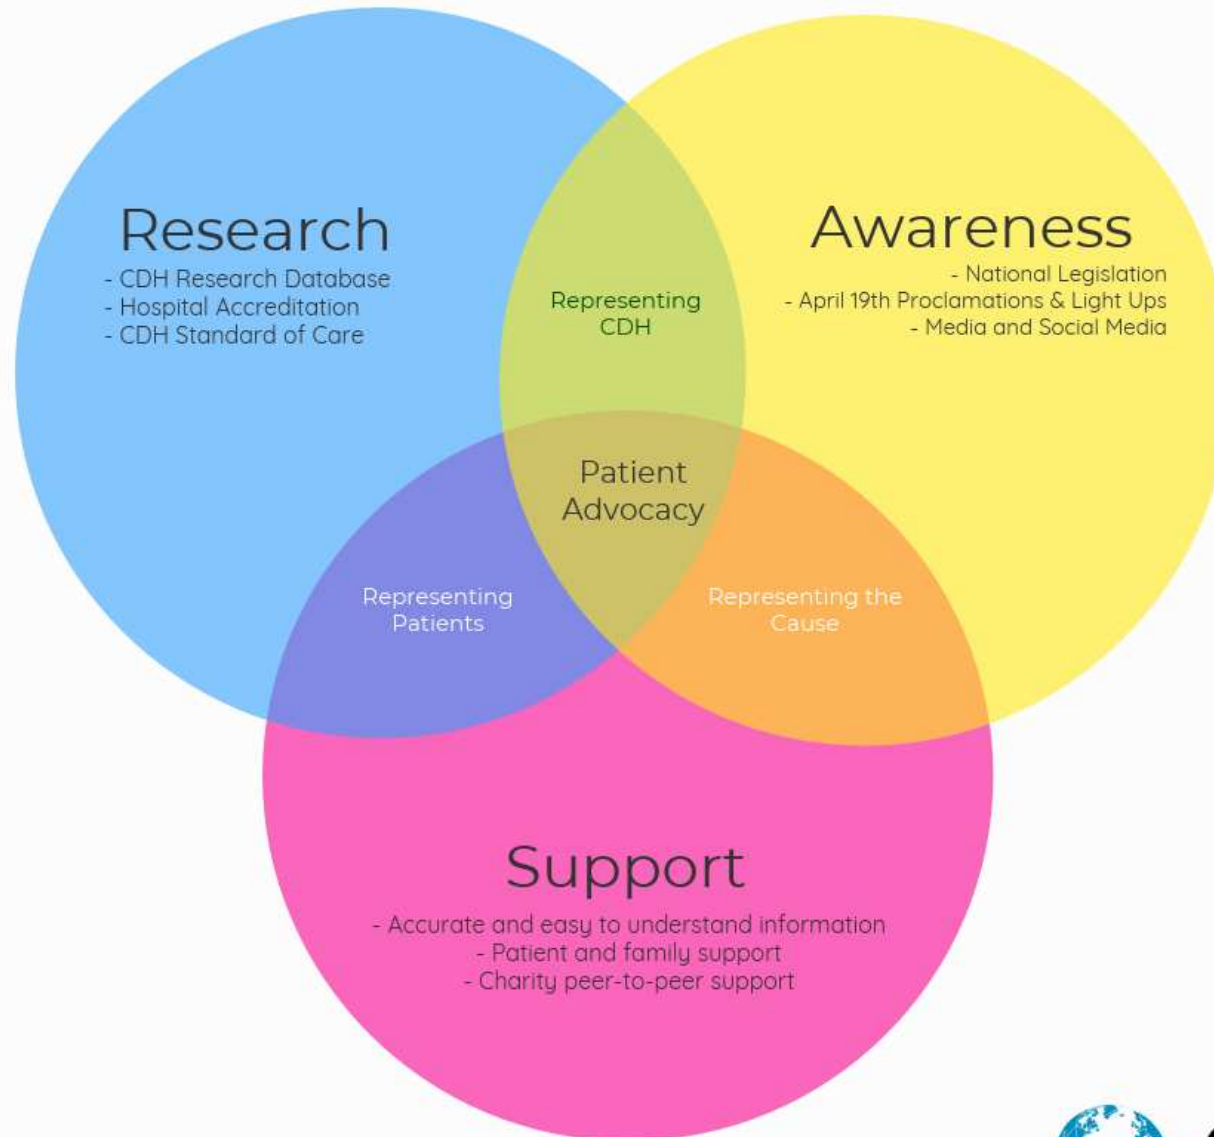 Research
- CDH Research Database
- Hospital Accreditation
- CDH Standard of Care
Awareness
- National Legislation
- April 19th Proclamations & Light Ups
- Media and Social Media
Representing
CDH
Patient
Advocacy
Representing
Patients
Representing the
Cause
Support
- Accurate and easy to understand information
- Patient and family support
- Charity peer-to-peer support